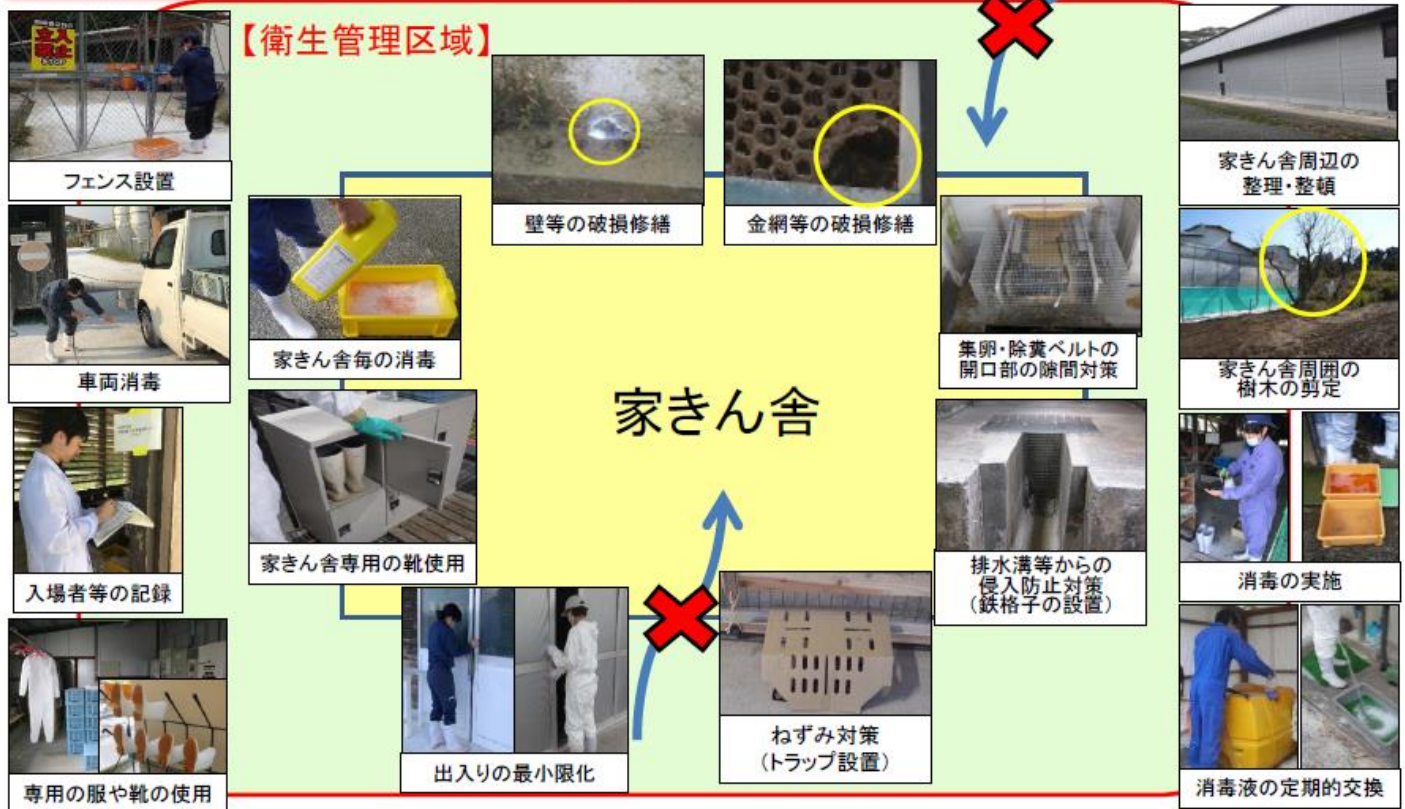 【衛生管理区域】
立入
禁止
フェンス設置
壁等の破損修繕
金網等の破損修繕
家きん舎周辺の
整理・整頓
車両消毒
家きん舎毎の消毒
集卵・除糞ベルトの
開口部の隙間対策
家きん舎周囲の
樹木の剪定
家きん舎
入場者等の記録
家きん舎専用の靴使用
排水溝等からの
侵入防止対策
(鉄格子の設置)
消毒の実施
専用の服や靴の使用
出入りの最小限化
ねずみ対策
(トラップ設置)
消毒液の定期的交換